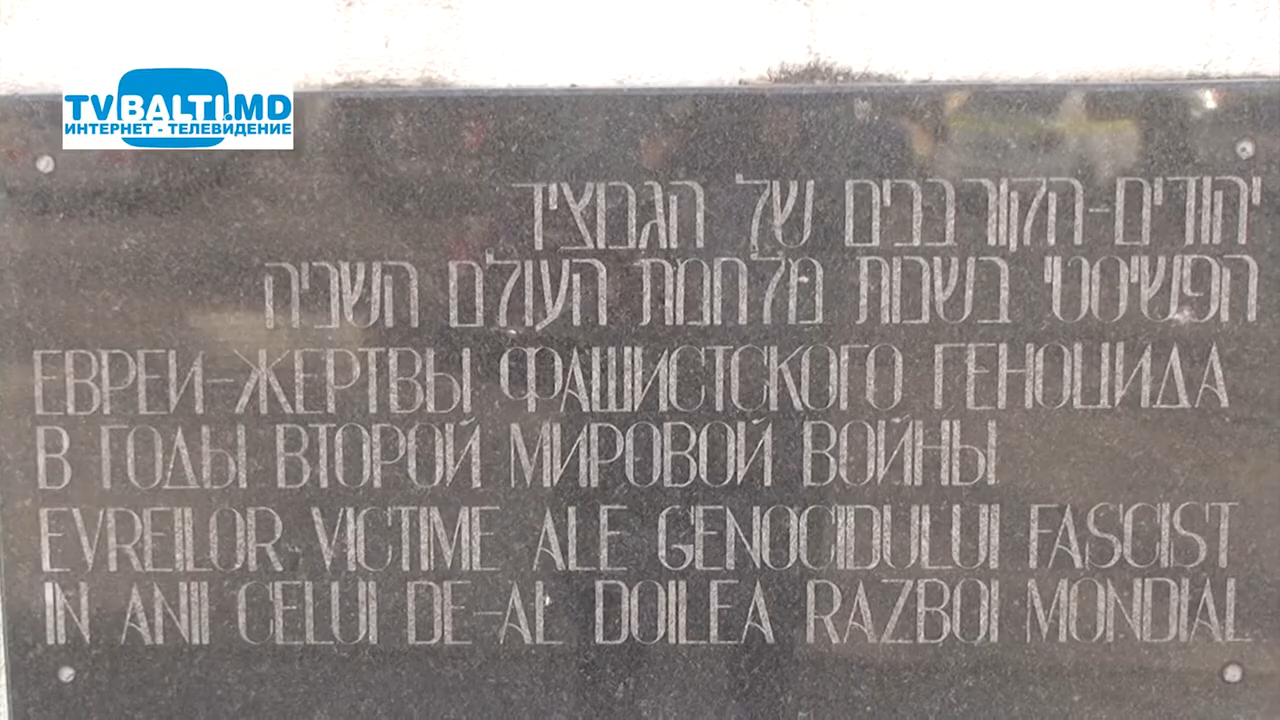 TVBALTI.MD
ИНТЕРНЕТ - ТЕЛЕВИДЕНИЕ
יהודים-הקורבנים של הגנוציד
הפשיסטי בשנות מלחמת העולם השניה
ЕВРЕИ-ЖЕРТВЫ ФАШИСТСКОГО ГЕНОЦИДА
В ГОДЫ ВТОРОЙ МИРОВОЙ ВОЙНЫ
EVREILOR VICTIME ALE GENOCIDULUI FASCIST
IN ANII CELUI DE-AL DOILEA RAZBOI MONDIAL